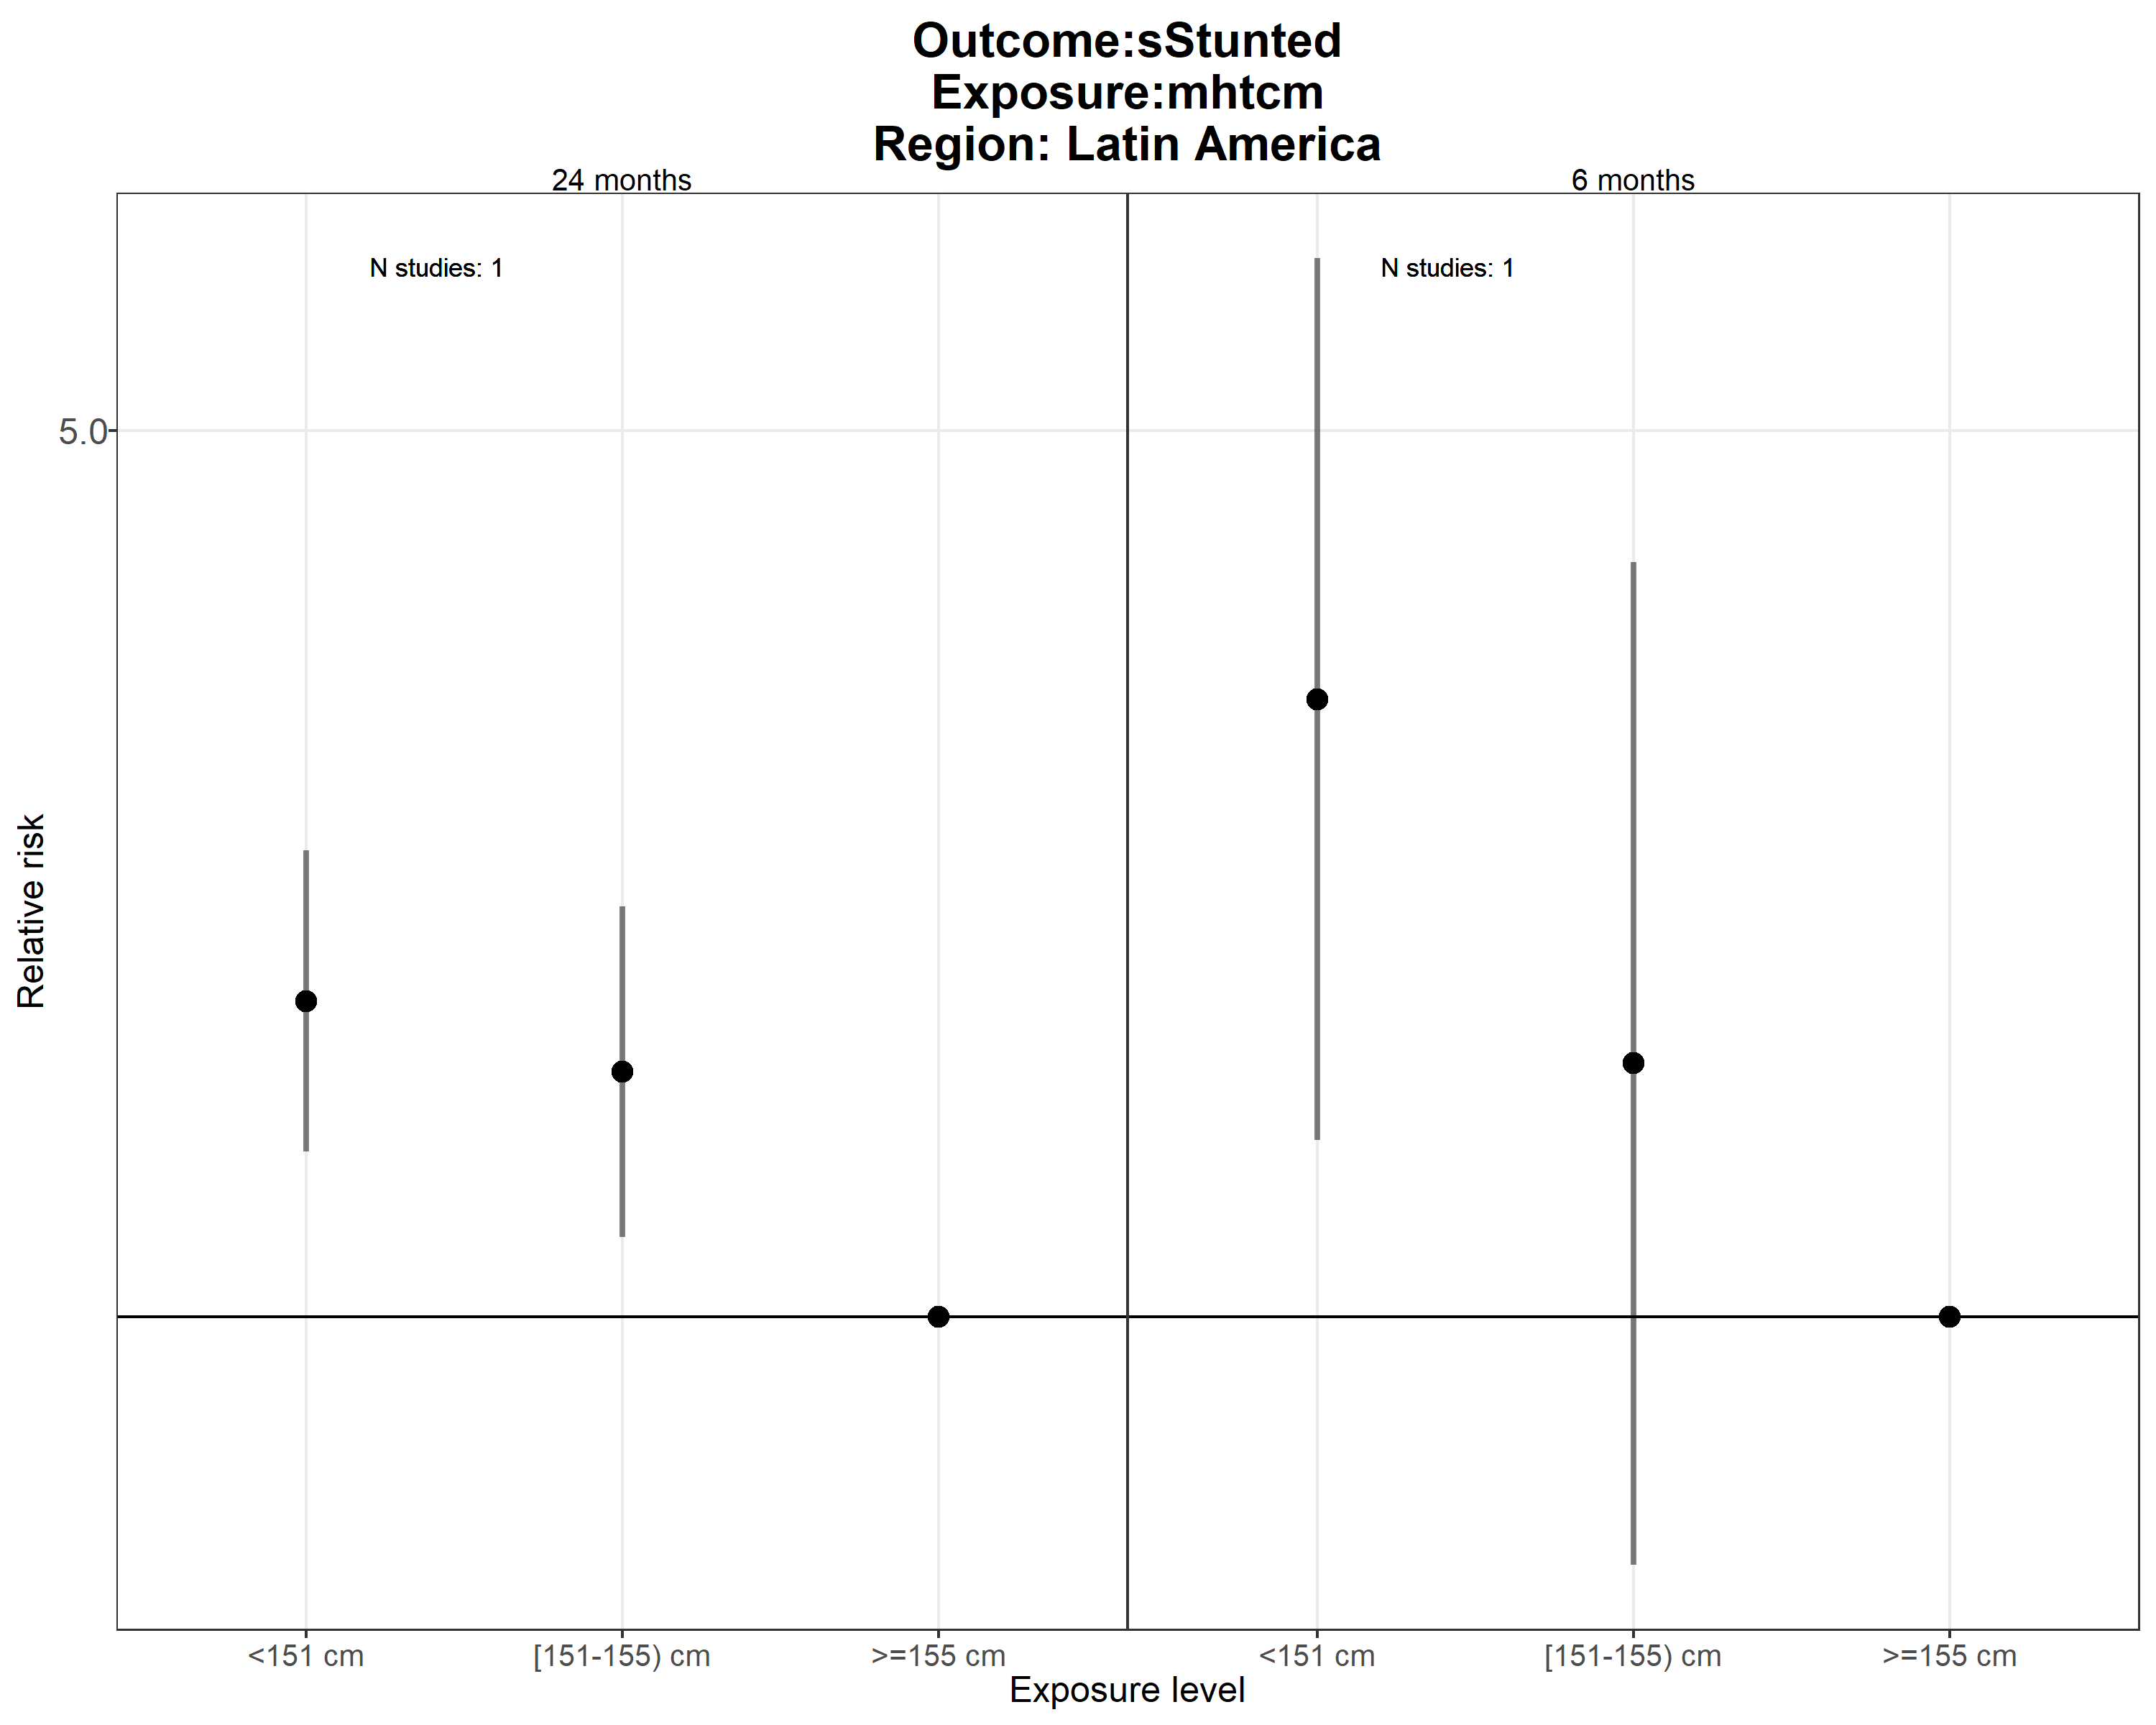 Outcome:sStunted
Exposure:mhtcm
Region: Latin America
24 months
6 months
N studies: 1
N studies: 1
5.0
Relative risk
<151 cm
[151-155) cm
>=155 cm
<151 cm
[151-155) cm
>=155 cm
Exposure level